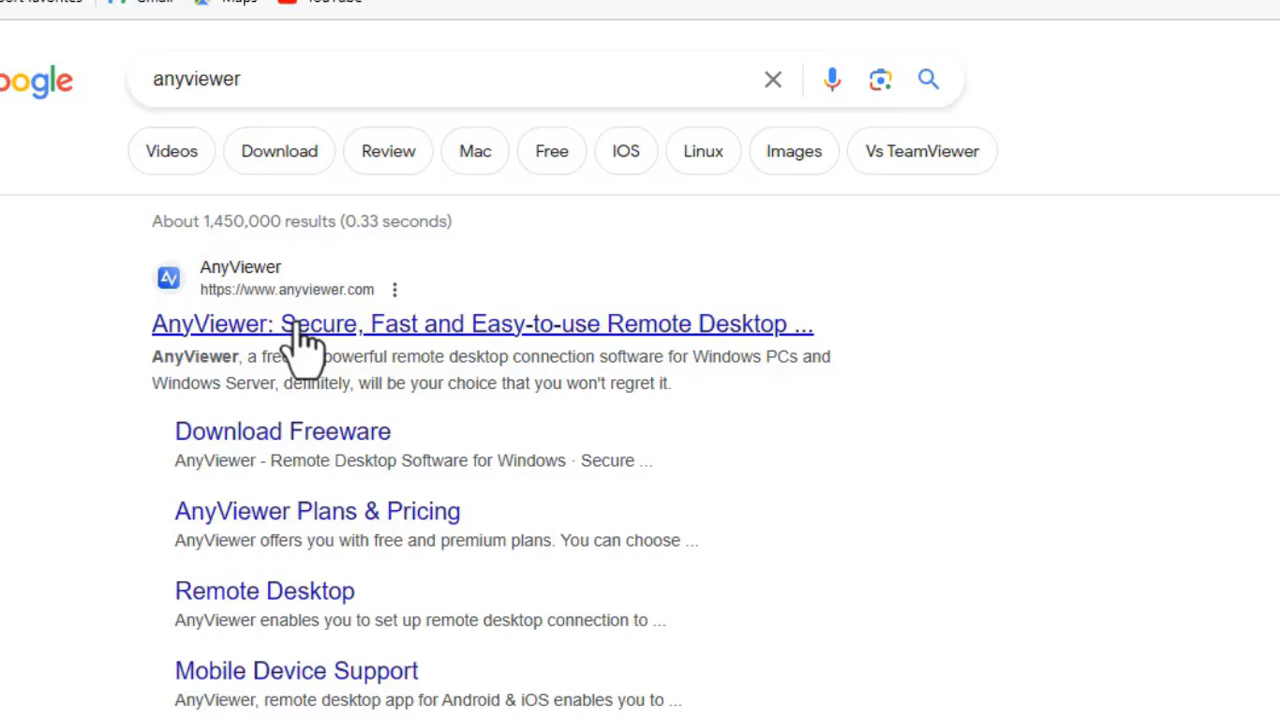 Gmail
Maps
YouTube
ogle
anyviewer
Videos
Download
Review
Mac
Free
IOS
Linux
Images
Vs TeamViewer
About 1,450,000 results (0.33 seconds)
AnyViewer
https://www.anyviewer.com
AnyViewer: Secure, Fast and Easy-to-use Remote Desktop ...
AnyViewer, a free powerful remote desktop connection software for Windows PCs and
Windows Server, definitely, will be your choice that you won't regret it.
Download Freeware
AnyViewer - Remote Desktop Software for Windows · Secure ...
AnyViewer Plans & Pricing
AnyViewer offers you with free and premium plans. You can choose ...
Remote Desktop
AnyViewer enables you to set up remote desktop connection to ...
Mobile Device Support
AnyViewer, remote desktop app for Android & iOS enables you to ...